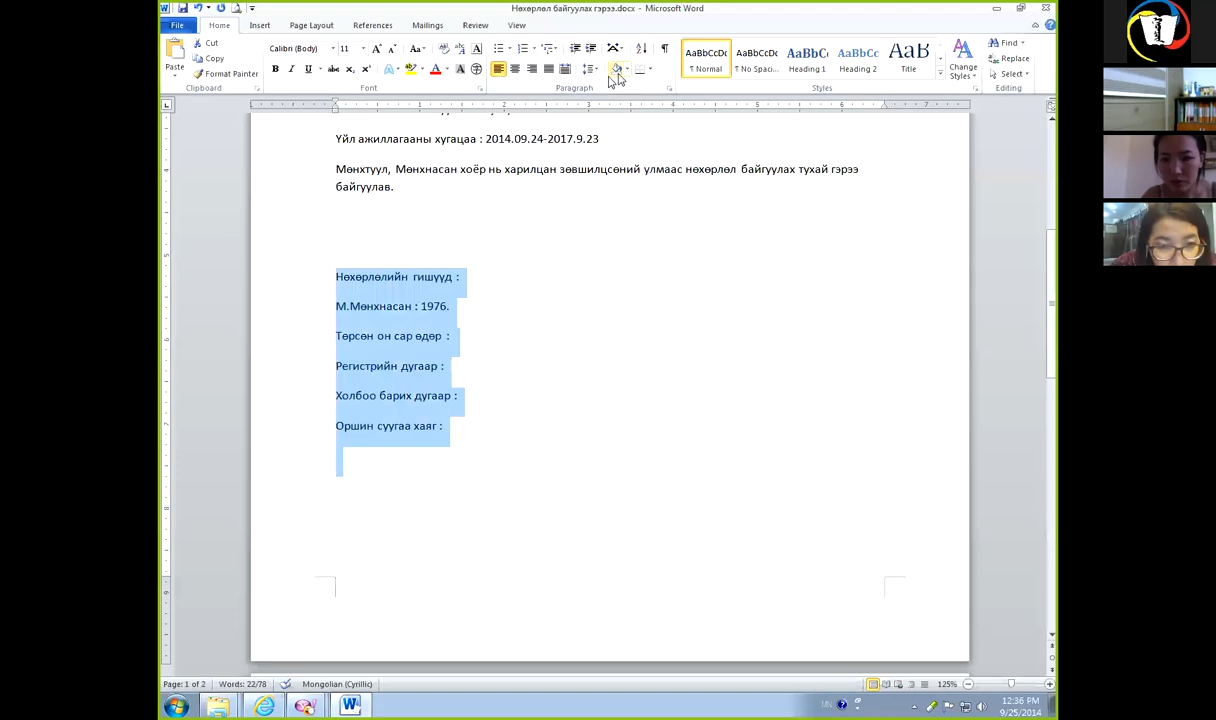 Нөхөрлөл байгуулах гэрээ.docx - Microsoft Word
File Home Insert Page Layout References Mailings Review View
Paste
Cut
Copy
Format Painter
Clipboard
Calibri (Body) 11
Font
Paragraph
AaBbCcDc AaBbCcDc AaBbC AaBbCc AaB
¶ Normal ¶ No Spaci... Heading 1 Heading 2 Title
Change Styles
Styles
Find
Replace
Select
Editing
Үйл ажиллагааны хугацаа : 2014.09.24-2017.9.23
Мөнхтуул, Мөнхнасан хоёр нь харилцан зөвшилцсөний улмаас нөхөрлөл байгуулах тухай гэрээ
байгуулав.
Нөхөрлөлийн гишүүд :
М.Мөнхнасан : 1976.
Төрсөн он сар өдөр :
Регистрийн дугаар :
Холбоо барих дугаар :
Оршин суугаа хаяг :
Page: 1 of 2 Words: 22/78 Mongolian (Cyrillic) 125%
MN
12:36 PM
9/25/2014